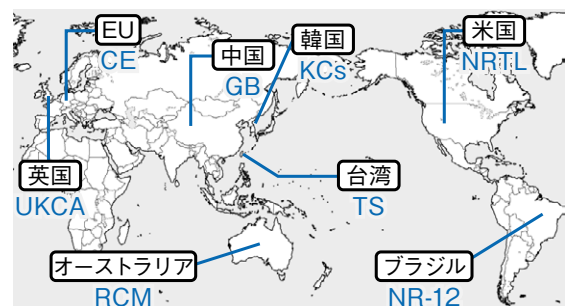 EU
CE
中国
GB
韓国
KCs
米国
NRTL
英国
UKCA
台湾
TS
オーストラリア
RCM
ブラジル
NR-12